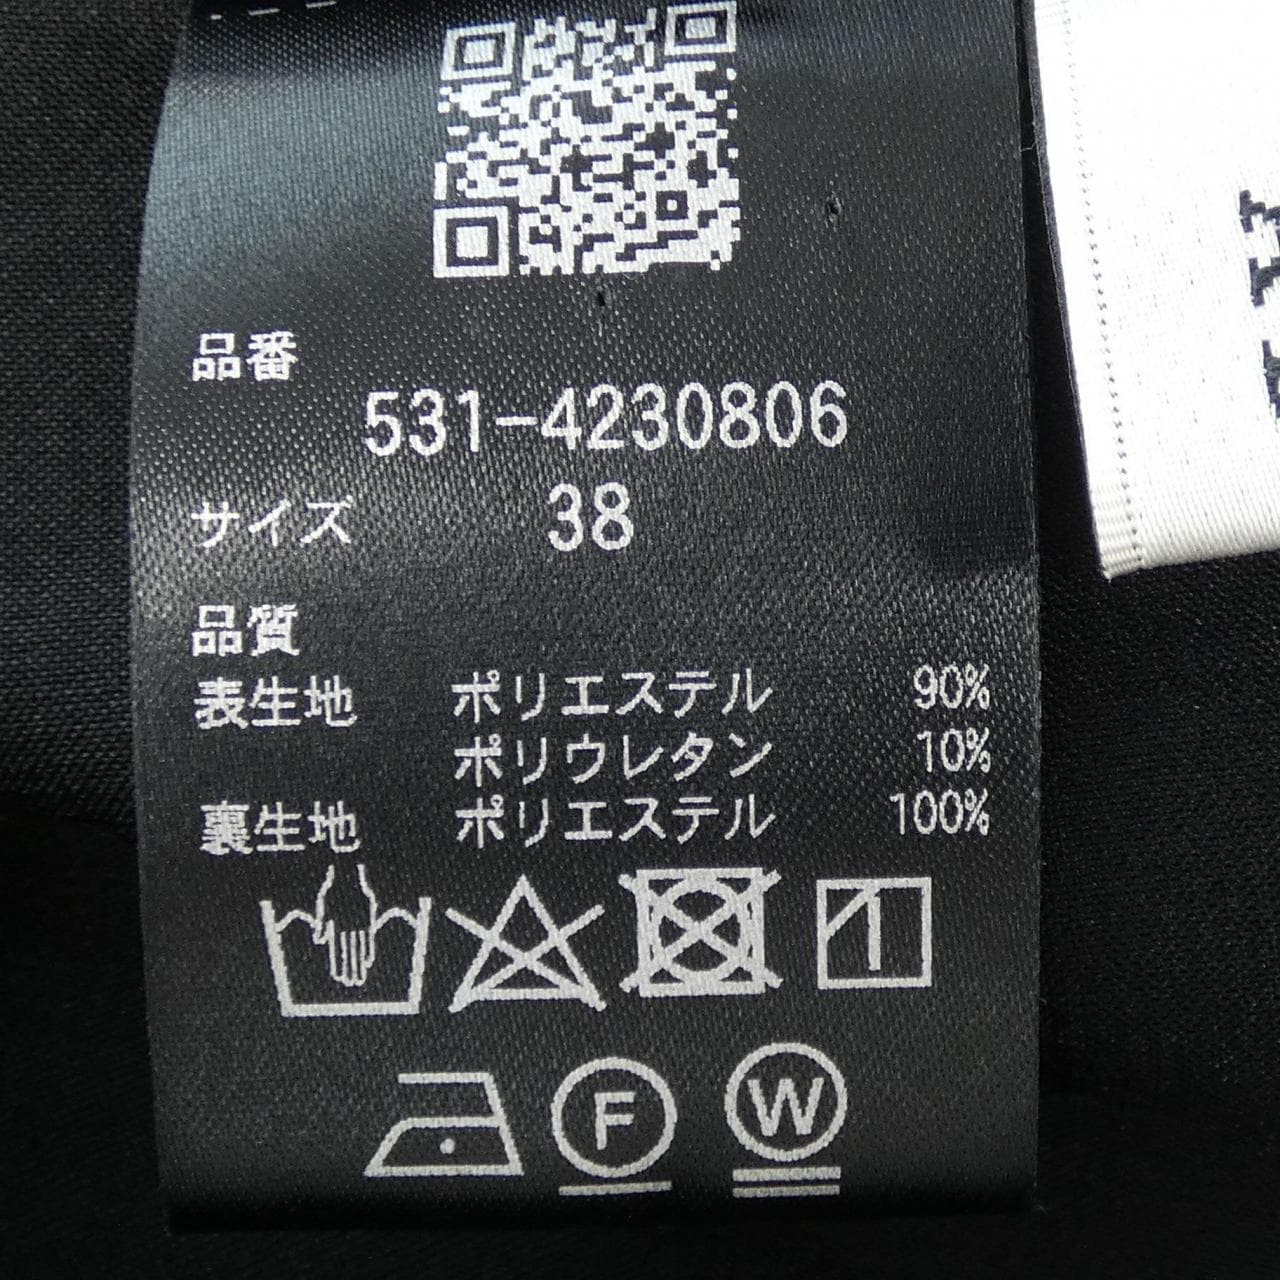 品番
531-4230806
サイズ 38
品質
表生地 ポリエステル 90%
ポリウレタン 10%
裏生地 ポリエステル 100%
F W